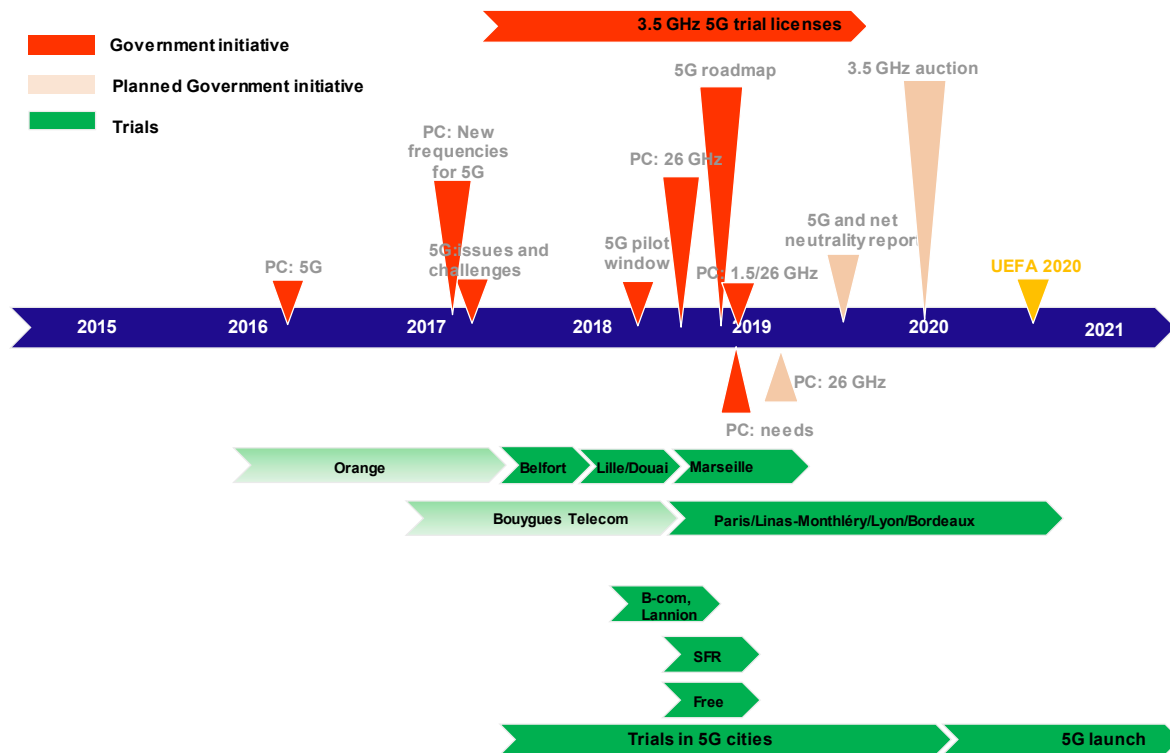 3.5 GHz 5G trial licenses
Government initiative
Planned Government initiative
Trials
5G roadmap
3.5 GHz auction
PC: New
frequencies
for 5G
PC: 26 GHz
5G and net
neutrality report
5G:issues and
challenges
5G pilot
window
PC: 5G
PC: 1.5/26 GHz
UEFA 2020
2015
2016
2017
2018
2019
2020
2021
PC: 26 GHz
PC: needs
Orange
Belfort
Lille/Douai
Marseille
Bouygues Telecom
Paris/Linas-Monthléry/Lyon/Bordeaux
B-com,
Lannion
SFR
Free
Trials in 5G cities
5G launch